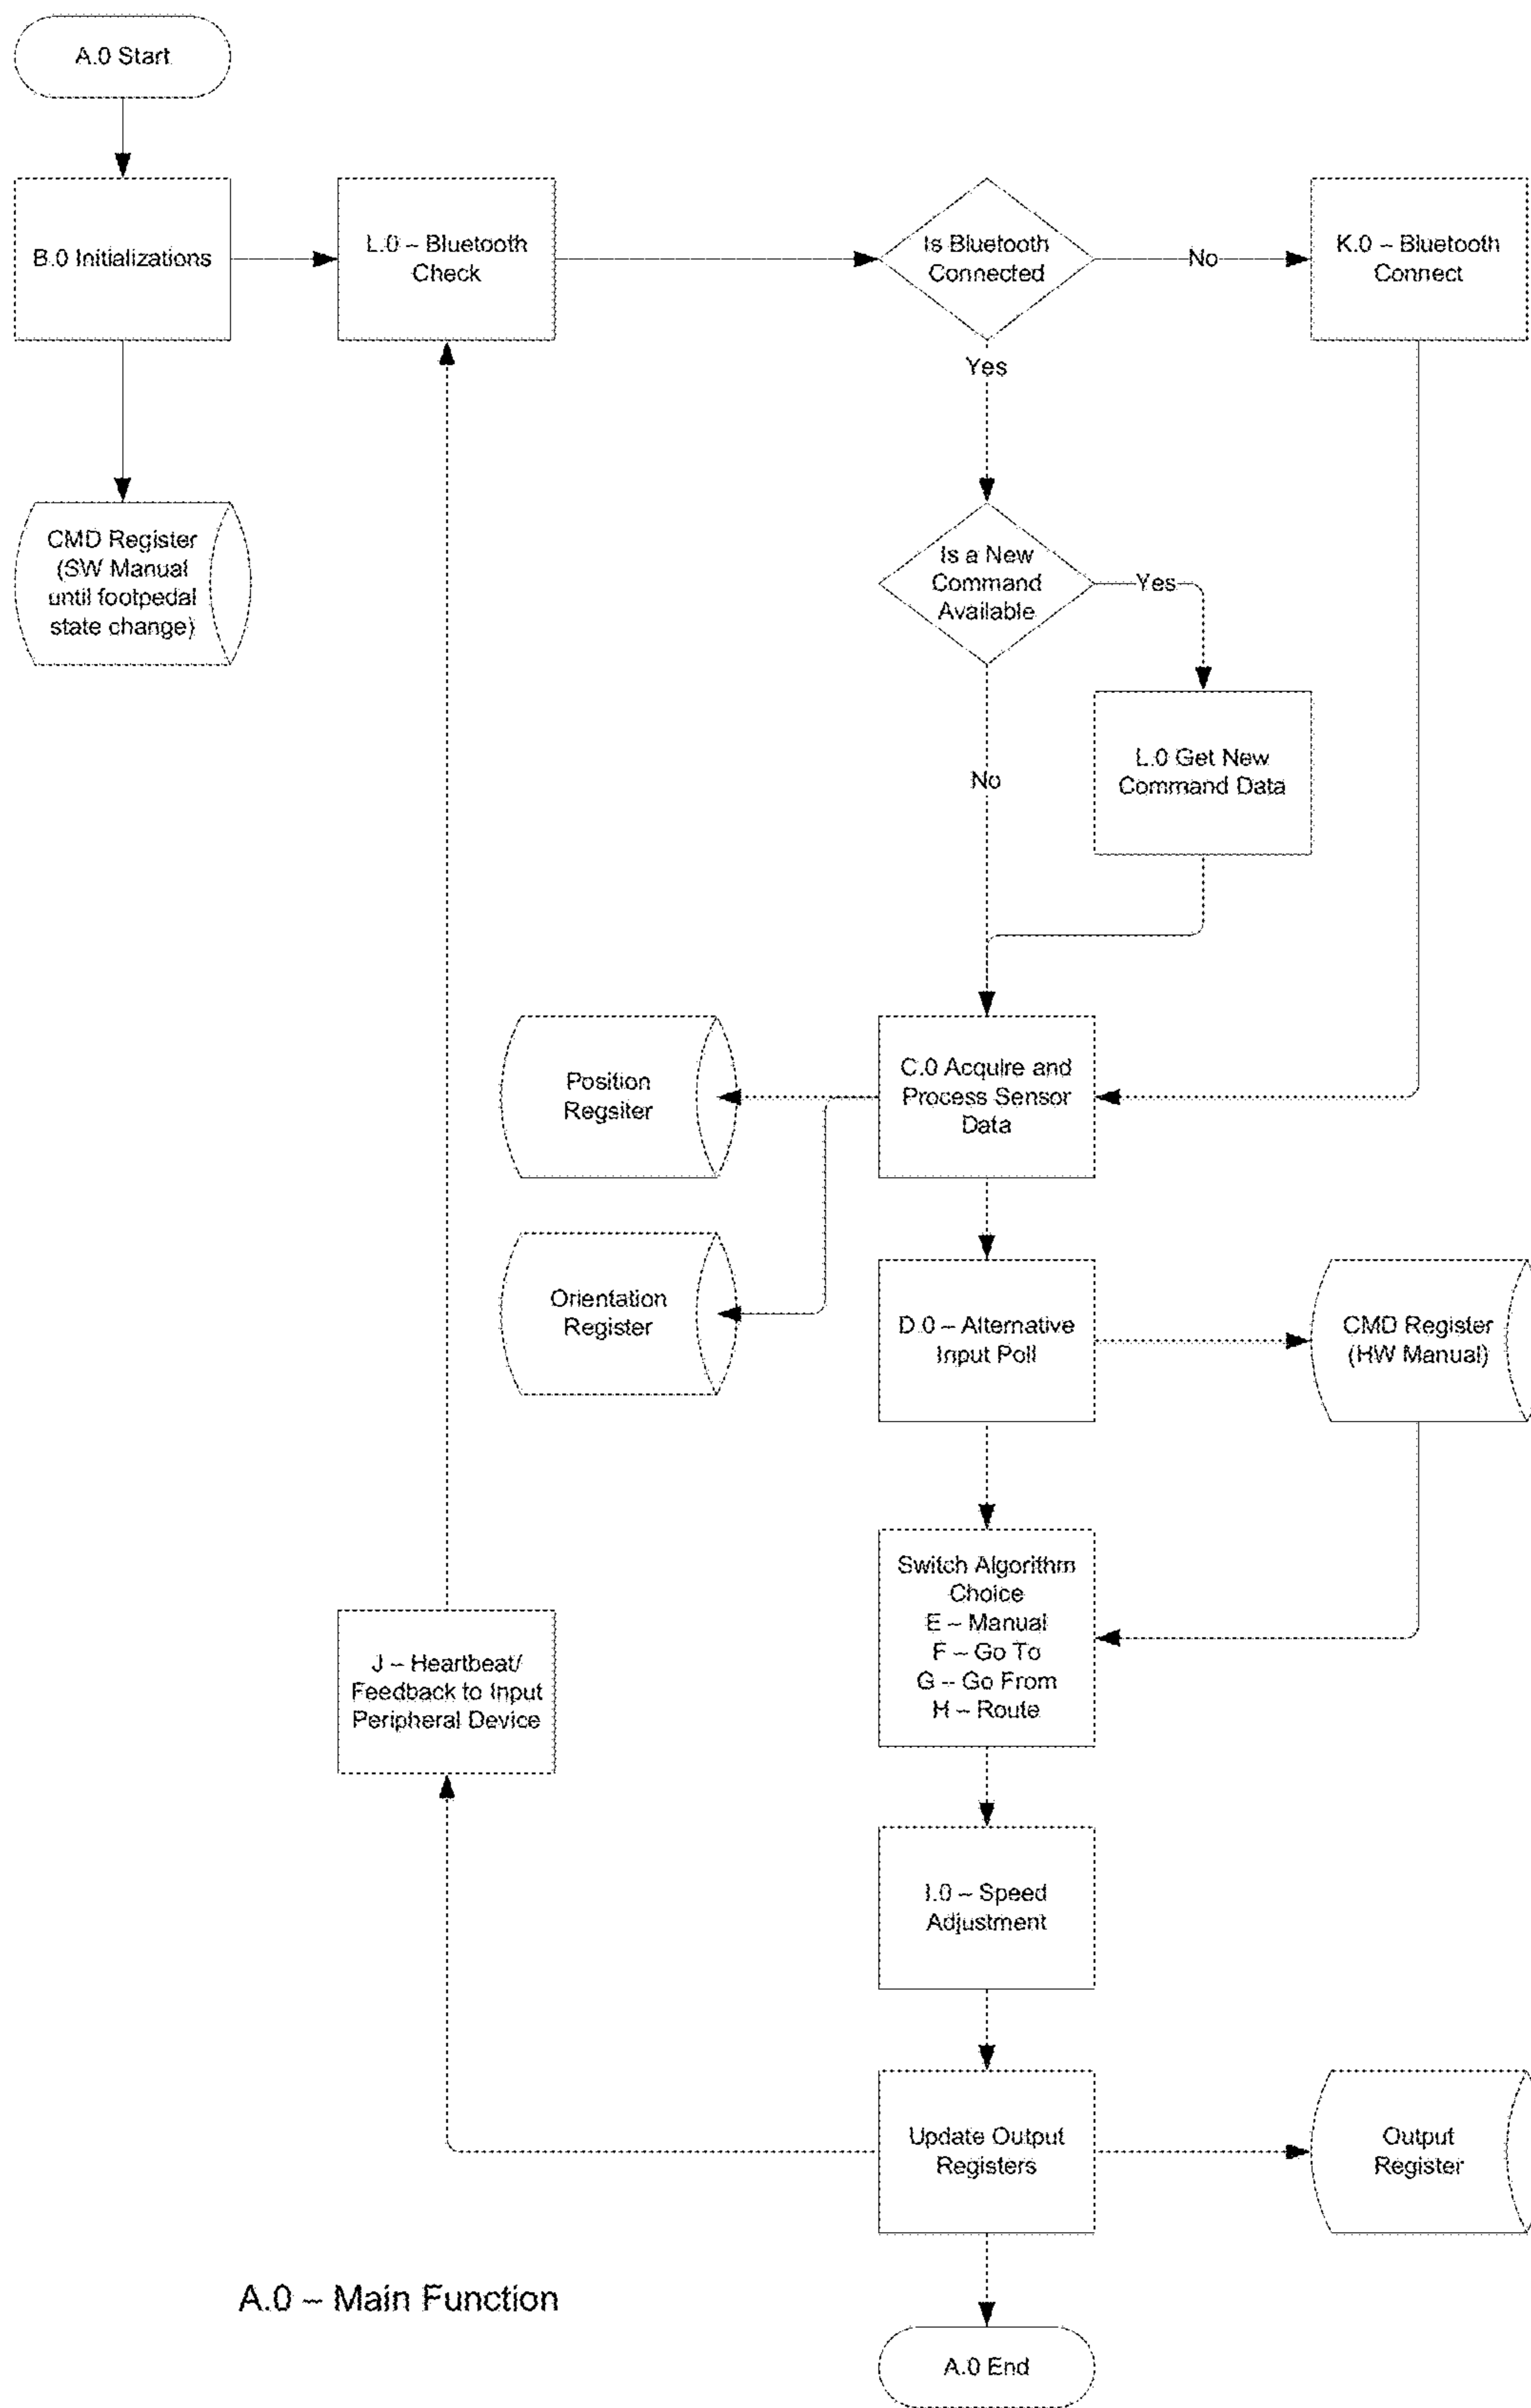 A.0 Start
B.0 Initializations
L.0 – Bluetooth
Check
Is Bluetooth
Connected
No
K.0 – Bluetooth
Connect
Yes
CMD Register
(SW Manual
until footpedal
state change)
Is a New
Command
Available
Yes
L.0 Get New
Command Data
No
Position
Regsiter
C.0 Acquire and
Process Sensor
Data
Orientation
Register
D.0 – Alternative
Input Poll
CMD Register
(HW Manual)
Switch Algorithm
Choice
E – Manual
F – Go To
G – Go From
H – Route
J – Heartbeat/
Feedback to Input
Peripheral Device
I.0 – Speed
Adjustment
Update Output
Registers
Output
Register
A.0 – Main Function
A.0 End